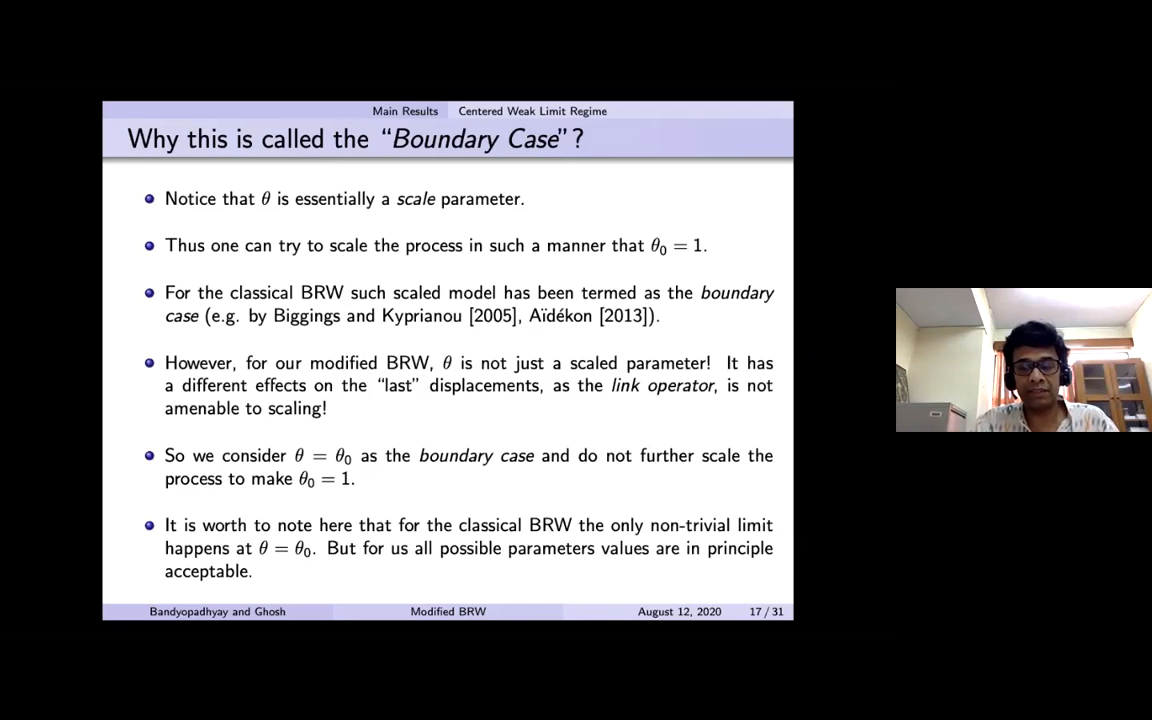 Main Results Centered Weak Limit Regime
Why this is called the “Boundary Case”?
Notice that θ is essentially a scale parameter.
Thus one can try to scale the process in such a manner that θ₀ = 1.
For the classical BRW such scaled model has been termed as the boundary
case (e.g. by Biggings and Kyprianou [2005], Aïdékon [2013]).
However, for our modified BRW, θ is not just a scaled parameter! It has
a different effects on the “last” displacements, as the link operator, is not
amenable to scaling!
So we consider θ = θ₀ as the boundary case and do not further scale the
process to make θ₀ = 1.
It is worth to note here that for the classical BRW the only non-trivial limit
happens at θ = θ₀. But for us all possible parameters values are in principle
acceptable.
Bandyopadhyay and Ghosh Modified BRW August 12, 2020 17 / 31